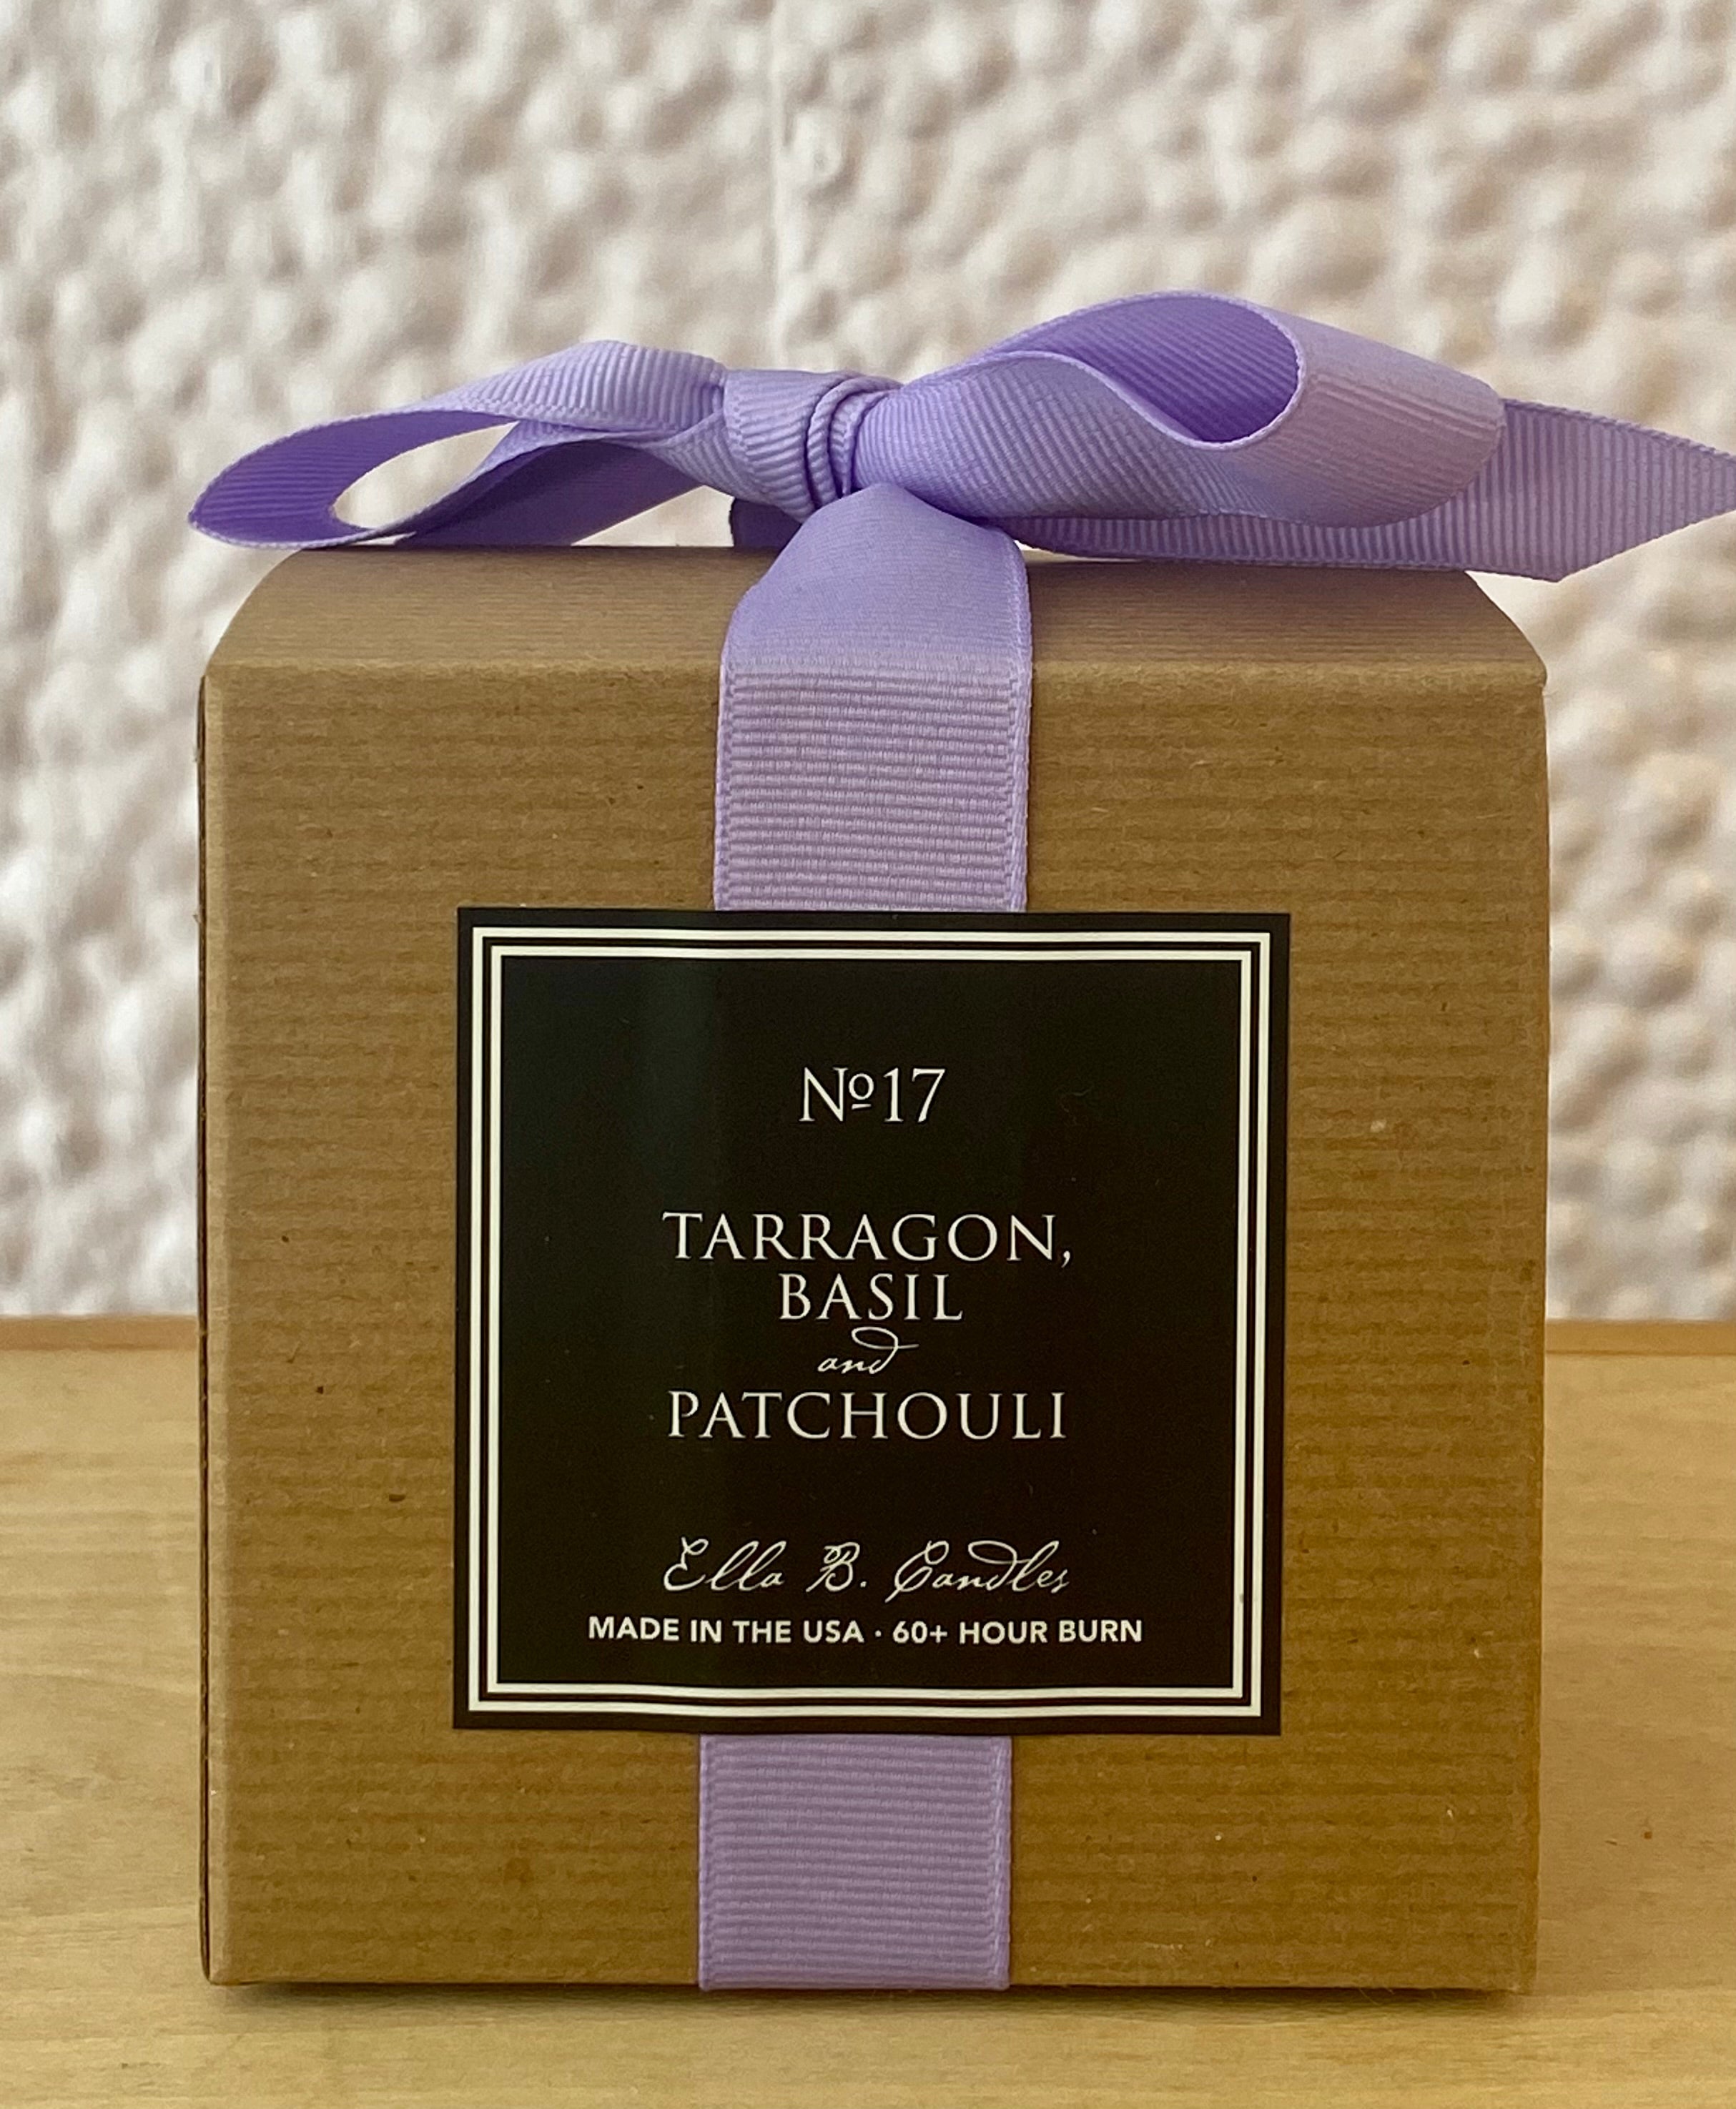 №17
TARRAGON,
BASIL
and
PATCHOULI
Ella B. Candles
MADE IN THE USA · 60+ HOUR BURN